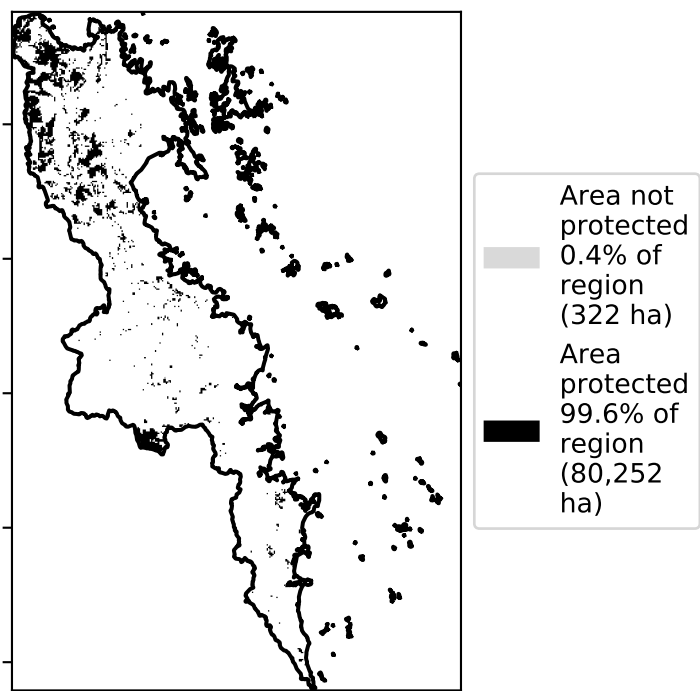 Area not
protected
0.4% of
region
(322 ha)
Area
protected
99.6% of
region
(80,252
ha)